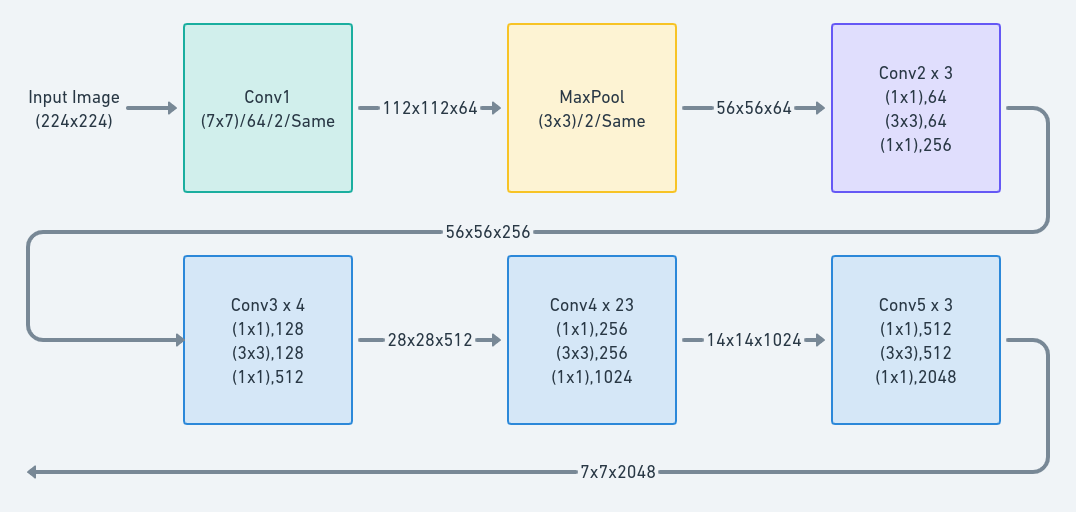 Input Image
(224x224)
Conv1
(7x7)/64/2/Same
112x112x64
MaxPool
(3x3)/2/Same
56x56x64
Conv2 x 3
(1x1),64
(3x3),64
(1x1),256
56x56x256
Conv3 x 4
(1x1),128
(3x3),128
(1x1),512
28x28x512
Conv4 x 23
(1x1),256
(3x3),256
(1x1),1024
14x14x1024
Conv5 x 3
(1x1),512
(3x3),512
(1x1),2048
7x7x2048